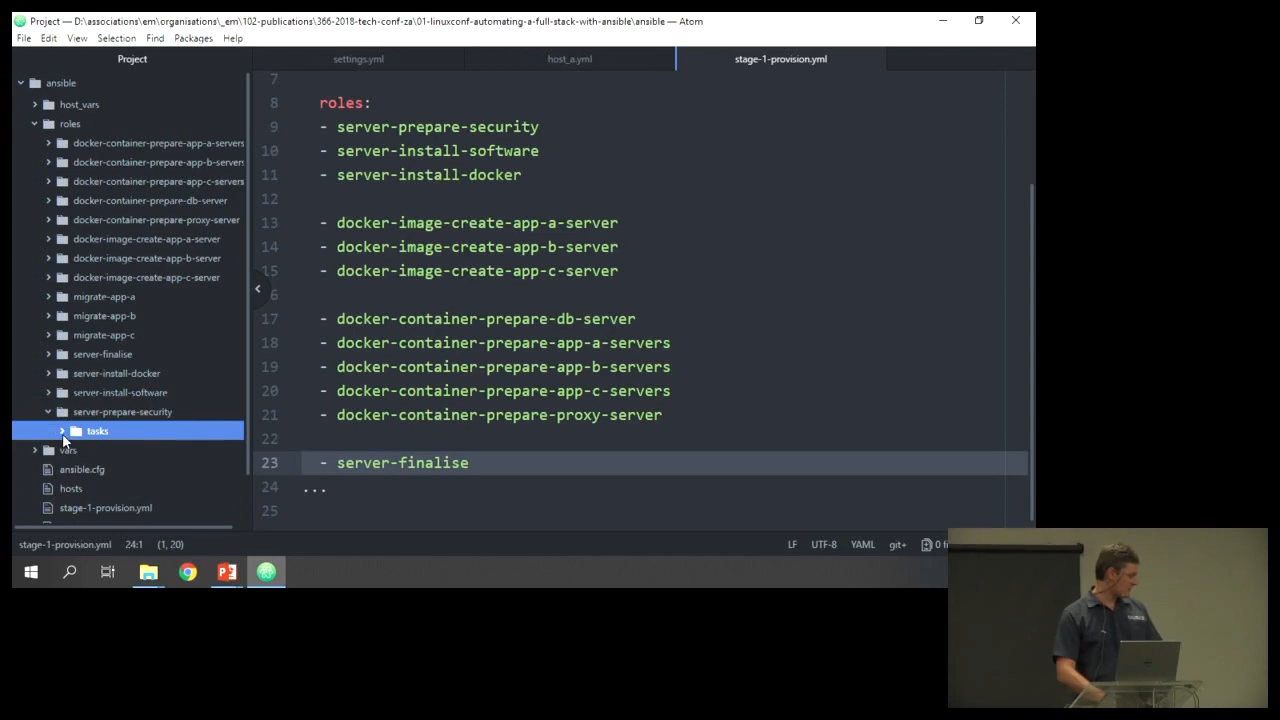 Project — D:\associations\em\organisations\_em\102-publications\366-2018-tech-conf-za\01-linuxconf-automating-a-full-stack-with-ansible\ansible — Atom
File Edit View Selection Find Packages Help
Project
settings.yml host_a.yml stage-1-provision.yml
ansible
host_vars
roles
docker-container-prepare-app-a-servers
docker-container-prepare-app-b-servers
docker-container-prepare-app-c-servers
docker-container-prepare-db-server
docker-container-prepare-proxy-server
docker-image-create-app-a-server
docker-image-create-app-b-server
docker-image-create-app-c-server
migrate-app-a
migrate-app-b
migrate-app-c
server-finalise
server-install-docker
server-install-software
server-prepare-security
tasks
vars
ansible.cfg
hosts
stage-1-provision.yml
7
8 roles:
9 - server-prepare-security
10 - server-install-software
11 - server-install-docker
12
13 - docker-image-create-app-a-server
14 - docker-image-create-app-b-server
15 - docker-image-create-app-c-server
6
17 - docker-container-prepare-db-server
18 - docker-container-prepare-app-a-servers
19 - docker-container-prepare-app-b-servers
20 - docker-container-prepare-app-c-servers
21 - docker-container-prepare-proxy-server
22
23 - server-finalise
24 ...
25
stage-1-provision.yml 24:1 (1, 20) LF UTF-8 YAML git+ 0 fi